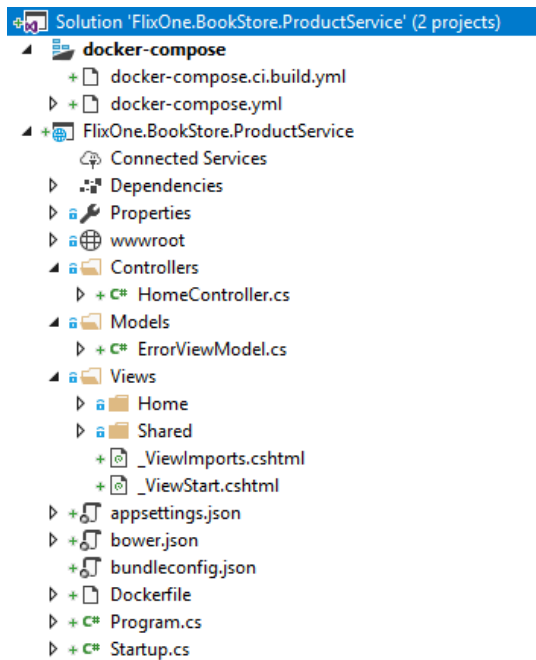 Solution 'FlixOne.BookStore.ProductService' (2 projects)
docker-compose
docker-compose.ci.build.yml
docker-compose.yml
FlixOne.BookStore.ProductService
Connected Services
Dependencies
Properties
wwwroot
Controllers
C# HomeController.cs
Models
C# ErrorViewModel.cs
Views
Home
Shared
_ViewImports.cshtml
_ViewStart.cshtml
appsettings.json
bower.json
bundleconfig.json
Dockerfile
C# Program.cs
C# Startup.cs